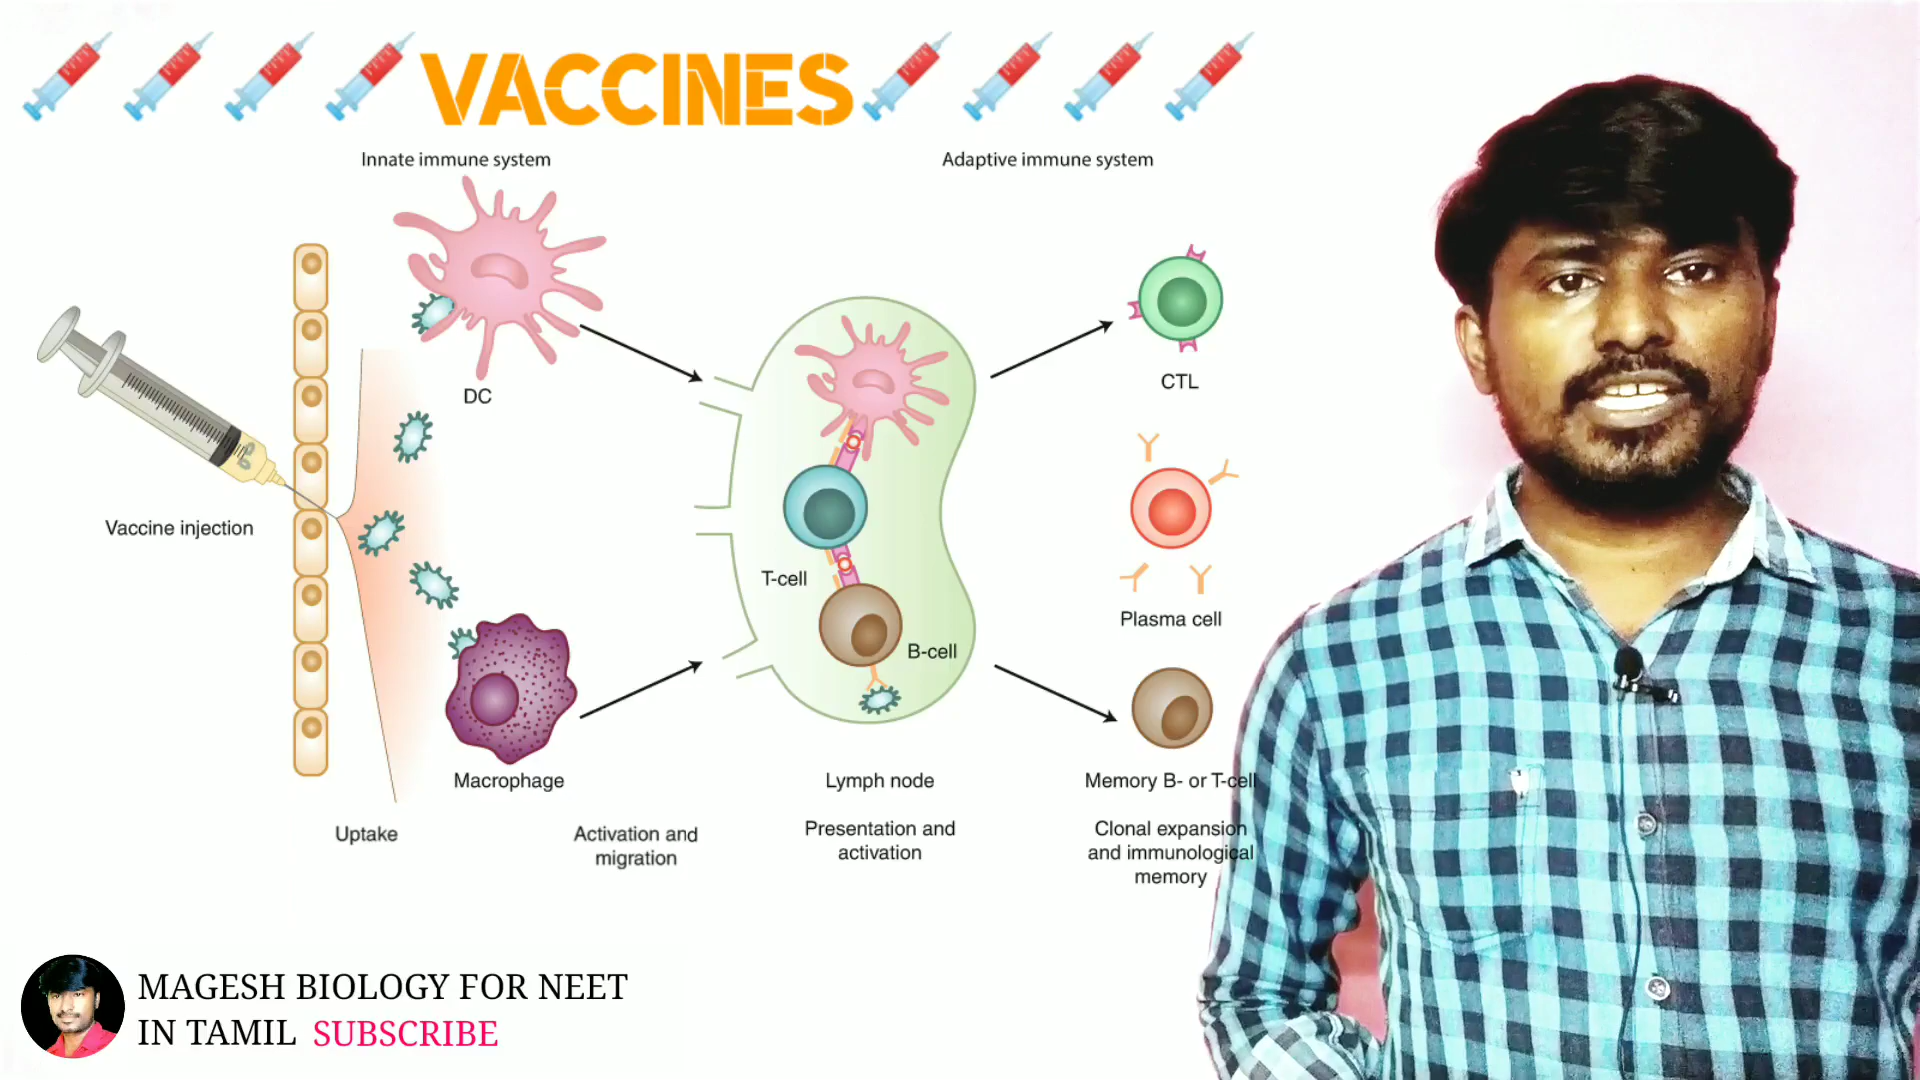 VACCINES
Innate immune system
Adaptive immune system
DC
CTL
Vaccine injection
T-cell
B-cell
Plasma cell
Macrophage
Lymph node
Memory B- or T-cell
Uptake
Activation and
migration
Presentation and
activation
Clonal expansion
and immunological
memory
MAGESH BIOLOGY FOR NEET
IN TAMIL SUBSCRIBE